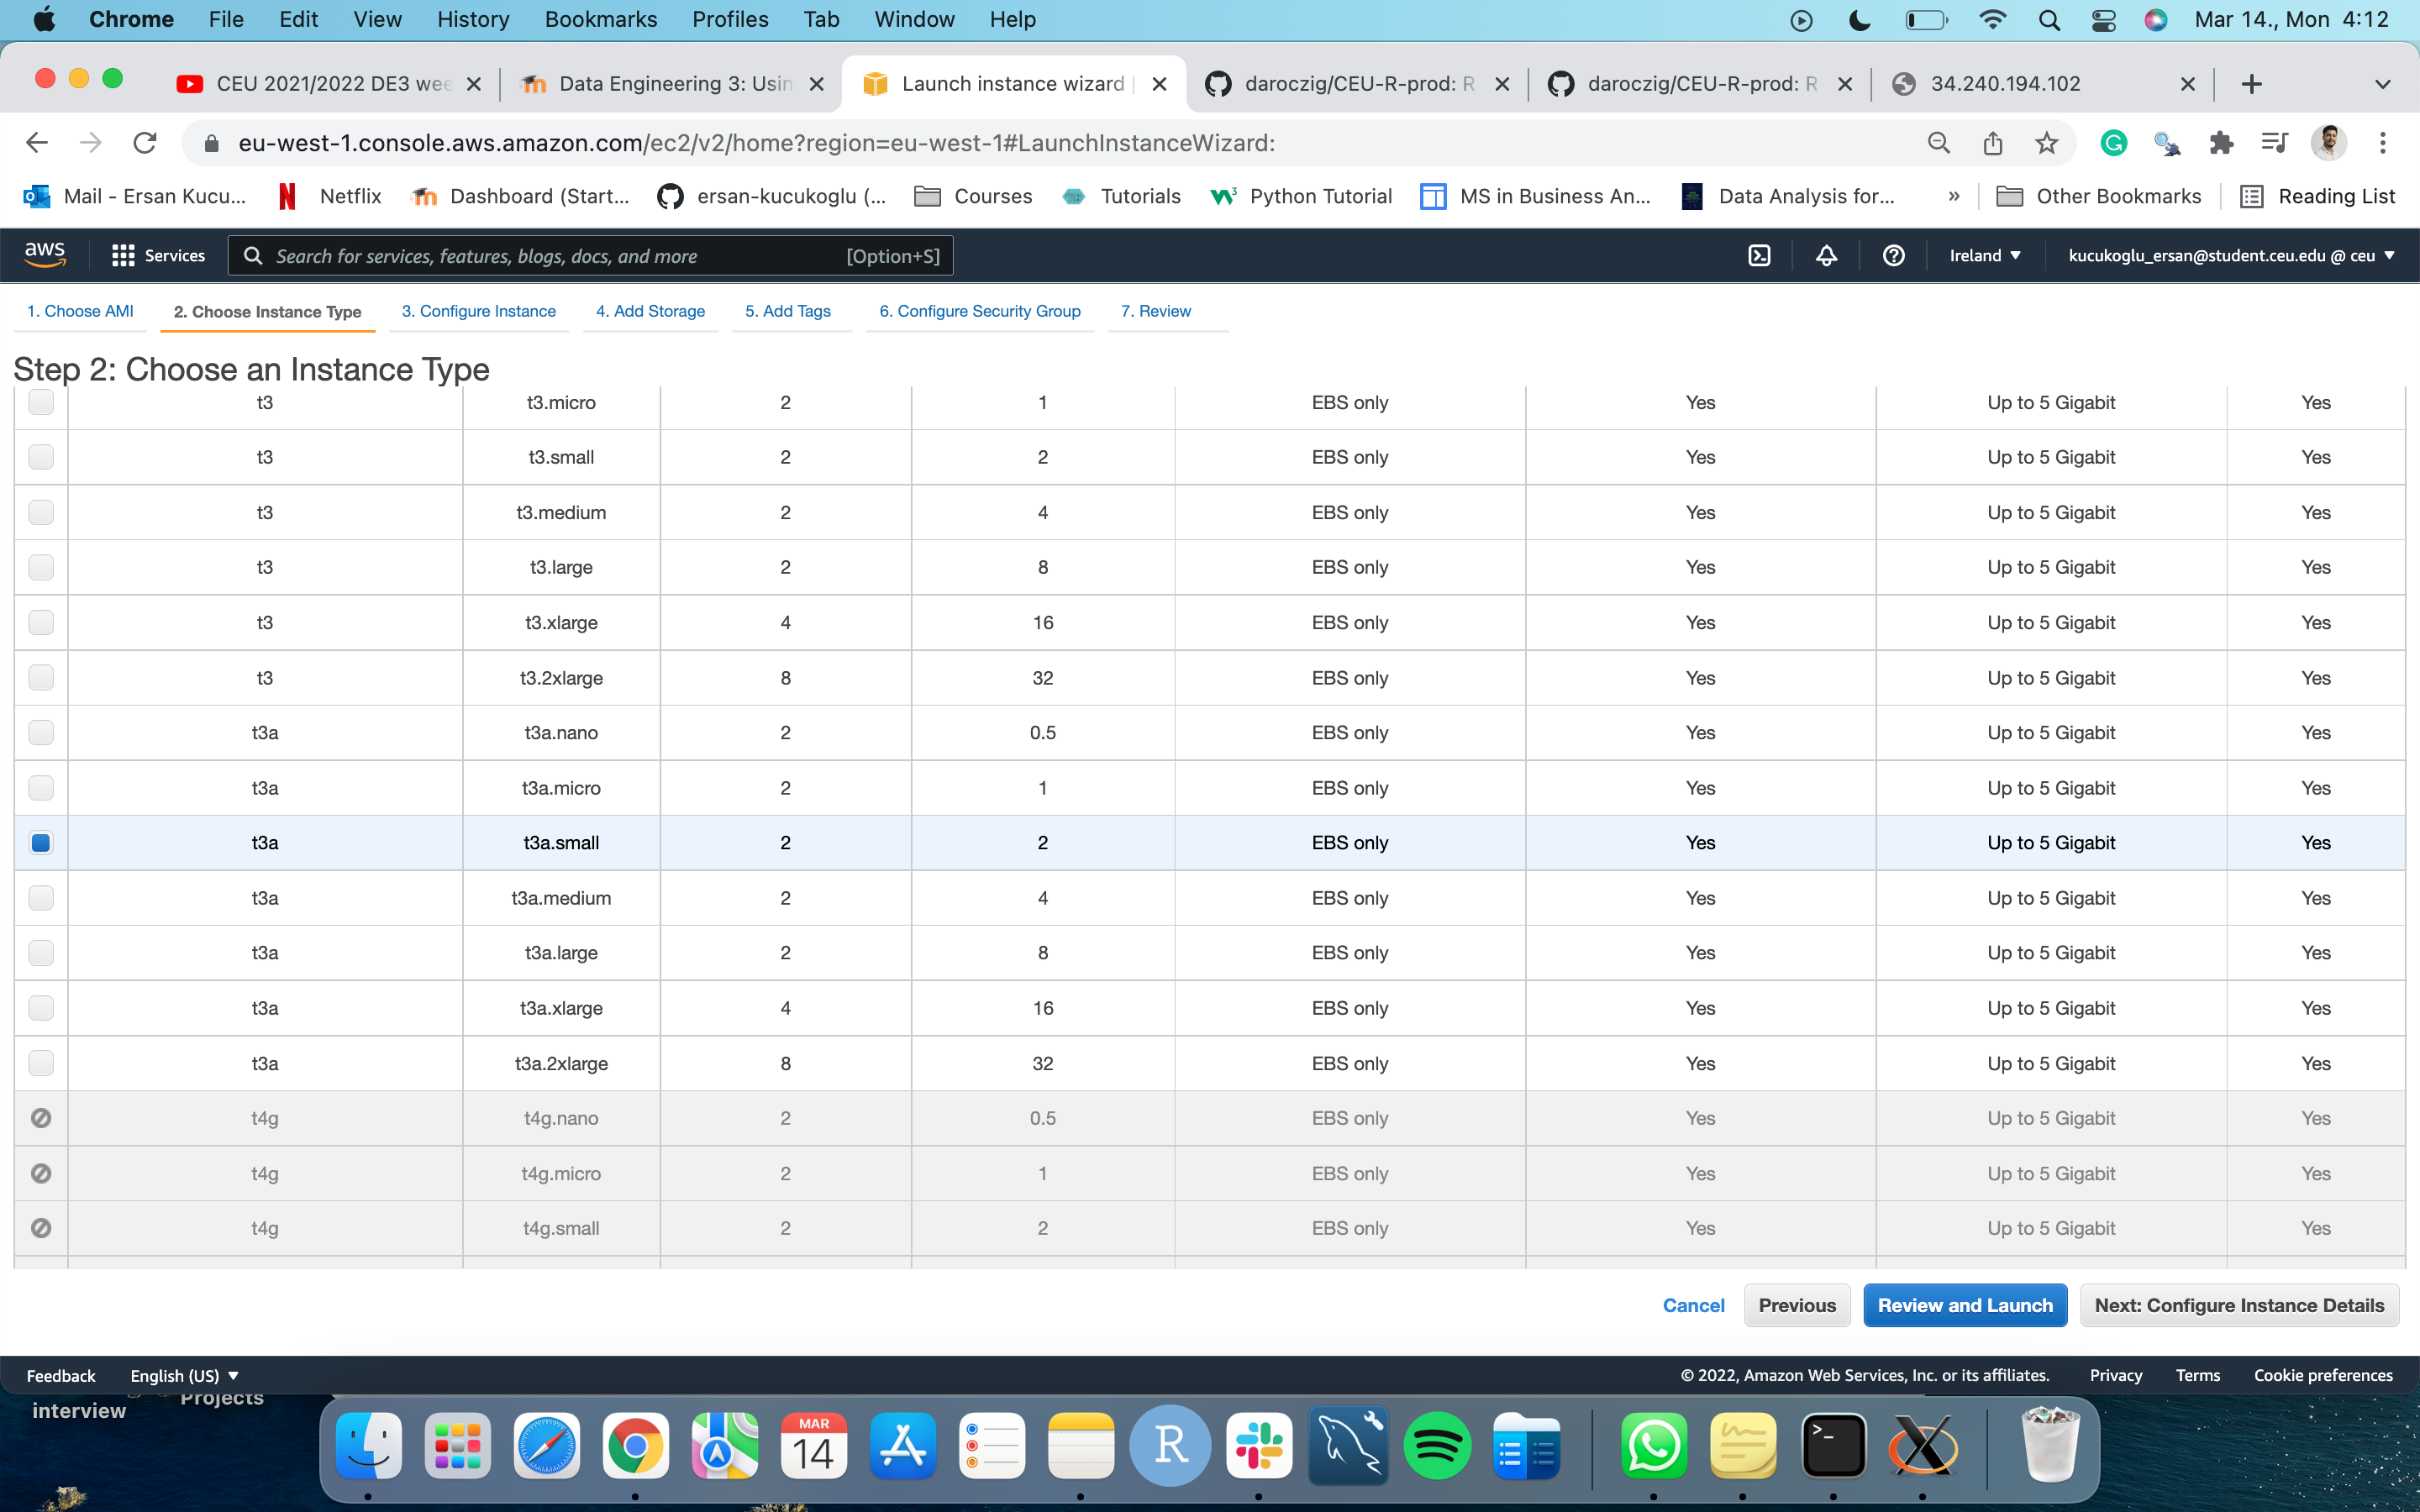 Chrome File Edit View History Bookmarks Profiles Tab Window Help Mar 14., Mon 4:12
CEU 2021/2022 DE3 wee Data Engineering 3: Usin Launch instance wizard daroczig/CEU-R-prod: R daroczig/CEU-R-prod: R 34.240.194.102
eu-west-1.console.aws.amazon.com/ec2/v2/home?region=eu-west-1#LaunchInstanceWizard:
Mail - Ersan Kucu... Netflix Dashboard (Start... ersan-kucukoglu (... Courses Tutorials Python Tutorial MS in Business An... Data Analysis for... » Other Bookmarks Reading List
aws Services Search for services, features, blogs, docs, and more [Option+S] Ireland kucukoglu_ersan@student.ceu.edu @ ceu
1. Choose AMI 2. Choose Instance Type 3. Configure Instance 4. Add Storage 5. Add Tags 6. Configure Security Group 7. Review
Step 2: Choose an Instance Type
t3 t3.micro 2 1 EBS only Yes Up to 5 Gigabit Yes
t3 t3.small 2 2 EBS only Yes Up to 5 Gigabit Yes
t3 t3.medium 2 4 EBS only Yes Up to 5 Gigabit Yes
t3 t3.large 2 8 EBS only Yes Up to 5 Gigabit Yes
t3 t3.xlarge 4 16 EBS only Yes Up to 5 Gigabit Yes
t3 t3.2xlarge 8 32 EBS only Yes Up to 5 Gigabit Yes
t3a t3a.nano 2 0.5 EBS only Yes Up to 5 Gigabit Yes
t3a t3a.micro 2 1 EBS only Yes Up to 5 Gigabit Yes
t3a t3a.small 2 2 EBS only Yes Up to 5 Gigabit Yes
t3a t3a.medium 2 4 EBS only Yes Up to 5 Gigabit Yes
t3a t3a.large 2 8 EBS only Yes Up to 5 Gigabit Yes
t3a t3a.xlarge 4 16 EBS only Yes Up to 5 Gigabit Yes
t3a t3a.2xlarge 8 32 EBS only Yes Up to 5 Gigabit Yes
t4g t4g.nano 2 0.5 EBS only Yes Up to 5 Gigabit Yes
t4g t4g.micro 2 1 EBS only Yes Up to 5 Gigabit Yes
t4g t4g.small 2 2 EBS only Yes Up to 5 Gigabit Yes
Cancel Previous Review and Launch Next: Configure Instance Details
Feedback English (US) © 2022, Amazon Web Services, Inc. or its affiliates. Privacy Terms Cookie preferences
interview Projects
MAR
14
R